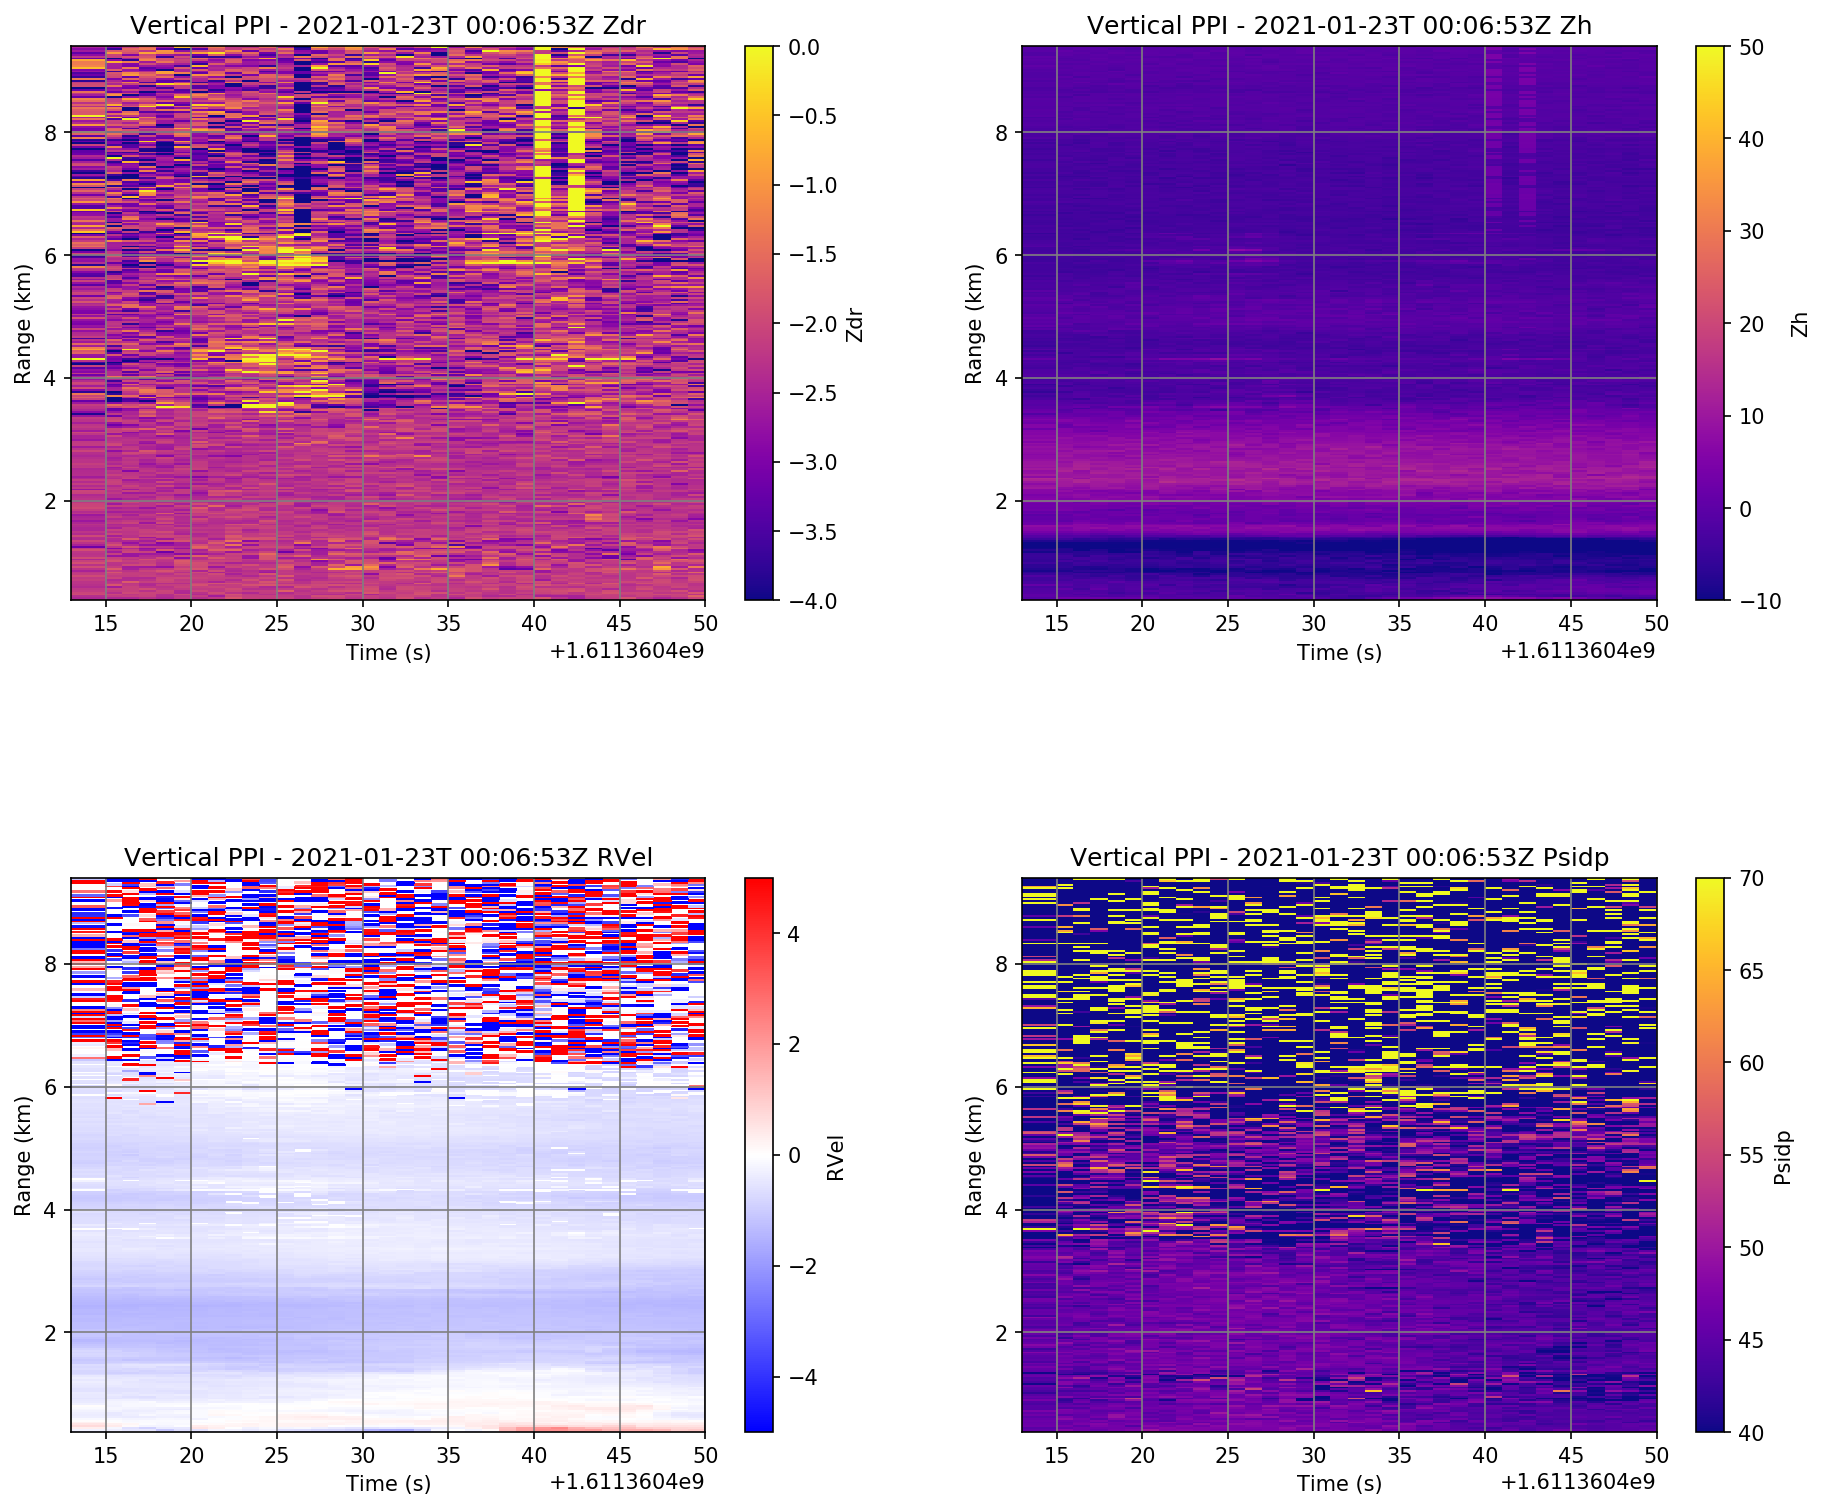 Vertical PPI - 2021-01-23T 00:06:53Z Zdr
Range (km)
8
6
4
2
15 20 25 30 35 40 45 50
Time (s)
+1.6113604e9
0.0
−0.5
−1.0
−1.5
−2.0
−2.5
−3.0
−3.5
−4.0
Zdr
Vertical PPI - 2021-01-23T 00:06:53Z Zh
Range (km)
8
6
4
2
15 20 25 30 35 40 45 50
Time (s)
+1.6113604e9
50
40
30
20
10
0
−10
Zh
Vertical PPI - 2021-01-23T 00:06:53Z RVel
Range (km)
8
6
4
2
15 20 25 30 35 40 45 50
Time (s)
+1.6113604e9
4
2
0
−2
−4
RVel
Vertical PPI - 2021-01-23T 00:06:53Z Psidp
Range (km)
8
6
4
2
15 20 25 30 35 40 45 50
Time (s)
+1.6113604e9
70
65
60
55
50
45
40
Psidp